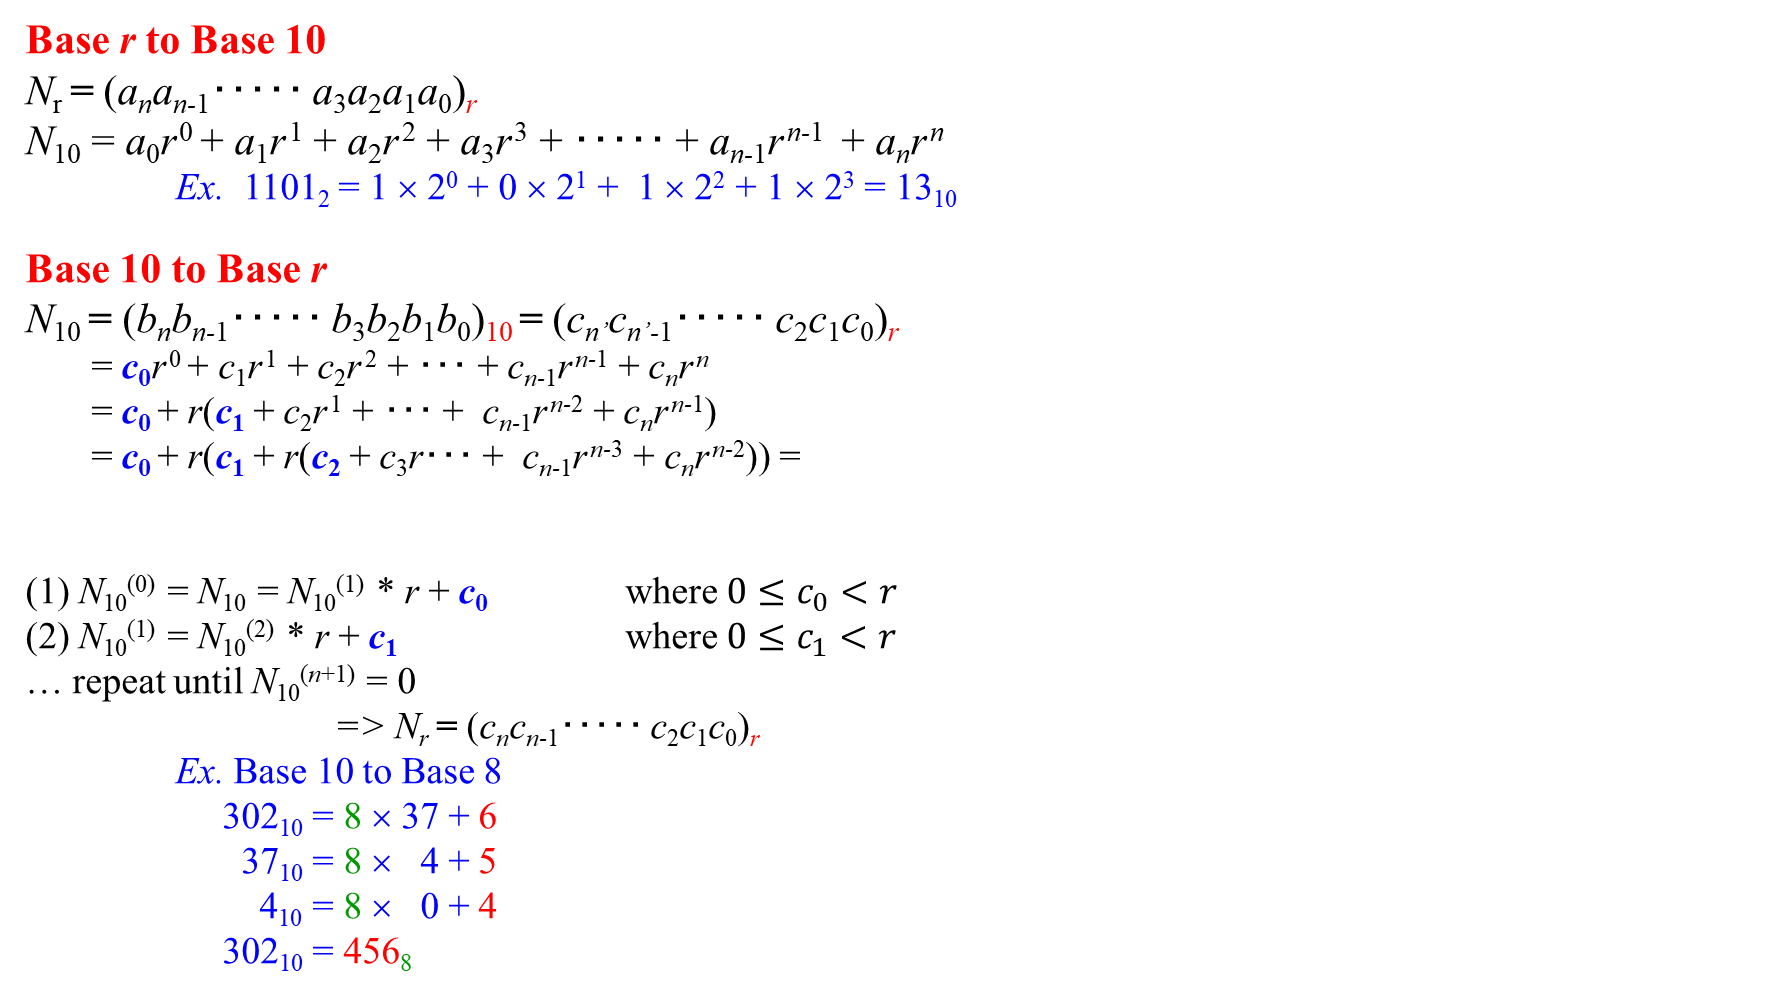 Base r to Base 10
Nᵣ = (aₙaₙ₋₁ · · · · · a₃a₂a₁a₀)ᵣ
N₁₀ = a₀r⁰ + a₁r¹ + a₂r² + a₃r³ + · · · · · + aₙ₋₁rⁿ⁻¹ + aₙrⁿ
Ex. 1101₂ = 1 × 2⁰ + 0 × 2¹ + 1 × 2² + 1 × 2³ = 13₁₀
Base 10 to Base r
N₁₀ = (bₙbₙ₋₁ · · · · · b₃b₂b₁b₀)₁₀ = (cₙ’cₙ’₋₁ · · · · · c₂c₁c₀)ᵣ
= c₀r⁰ + c₁r¹ + c₂r² + · · · + cₙ₋₁rⁿ⁻¹ + cₙrⁿ
= c₀ + r(c₁ + c₂r¹ + · · · + cₙ₋₁rⁿ⁻² + cₙrⁿ⁻¹)
= c₀ + r(c₁ + r(c₂ + c₃r · · · + cₙ₋₁rⁿ⁻³ + cₙrⁿ⁻²)) =
(1) N₁₀⁽⁰⁾ = N₁₀ = N₁₀⁽¹⁾ * r + c₀ where 0 ≤ c₀ < r
(2) N₁₀⁽¹⁾ = N₁₀⁽²⁾ * r + c₁ where 0 ≤ c₁ < r
… repeat until N₁₀⁽ⁿ⁺¹⁾ = 0
=> Nᵣ = (cₙcₙ₋₁ · · · · · c₂c₁c₀)ᵣ
Ex. Base 10 to Base 8
302₁₀ = 8 × 37 + 6
37₁₀ = 8 × 4 + 5
4₁₀ = 8 × 0 + 4
302₁₀ = 456₈